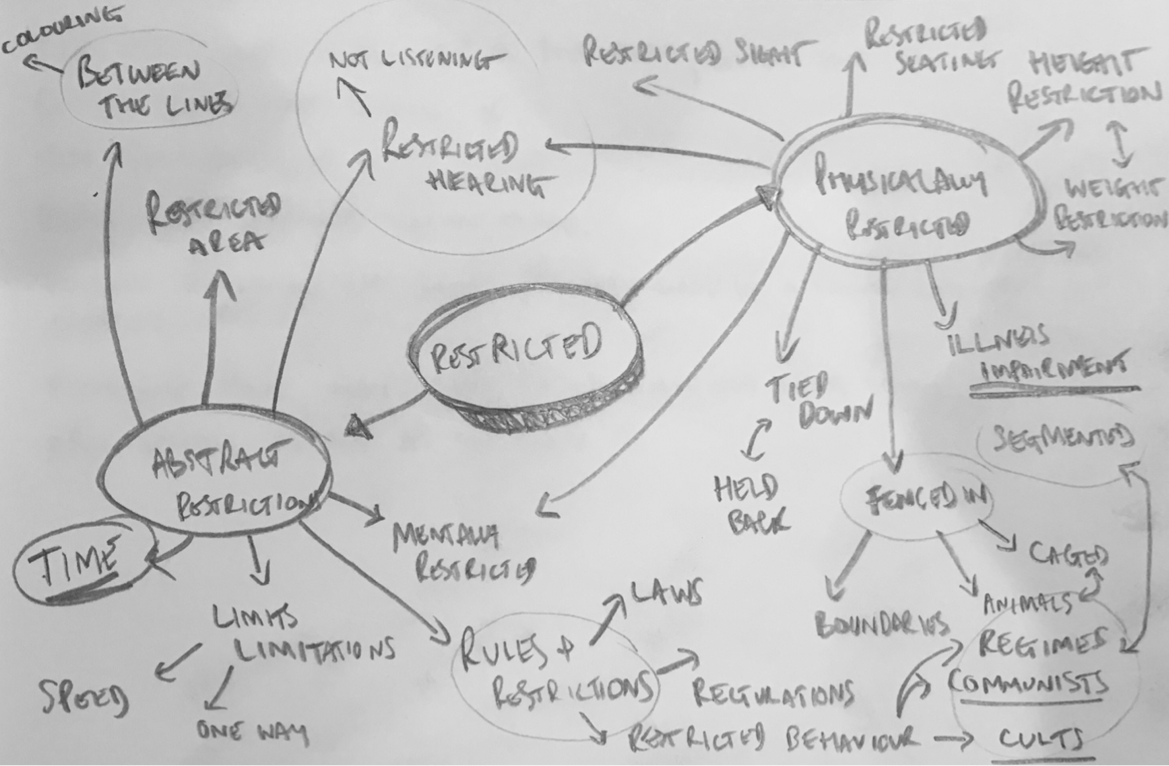 COLOURING
BETWEEN
THE LINES
NOT LISTENING
RESTRICTED
HEARING
RESTRICTED SIGHT
RESTRICTED
SEATING
HEIGHT
RESTRICTION
WEIGHT
RESTRICTION
PHYSICALLY
RESTRICTED
RESTRICTED
AREA
RESTRICTED
ILLNESS
IMPAIRMENT
TIED
DOWN
HELD
BACK
SEGMENTED
FENCED IN
CAGED
ANIMALS
BOUNDARIES
REGIMES
COMMUNISTS
CULTS
ABSTRACT
RESTRICTIONS
TIME
MENTALLY
RESTRICTED
LIMITS
LIMITATIONS
SPEED
ONE WAY
RULES +
RESTRICTIONS
LAWS
REGULATIONS
RESTRICTED BEHAVIOUR